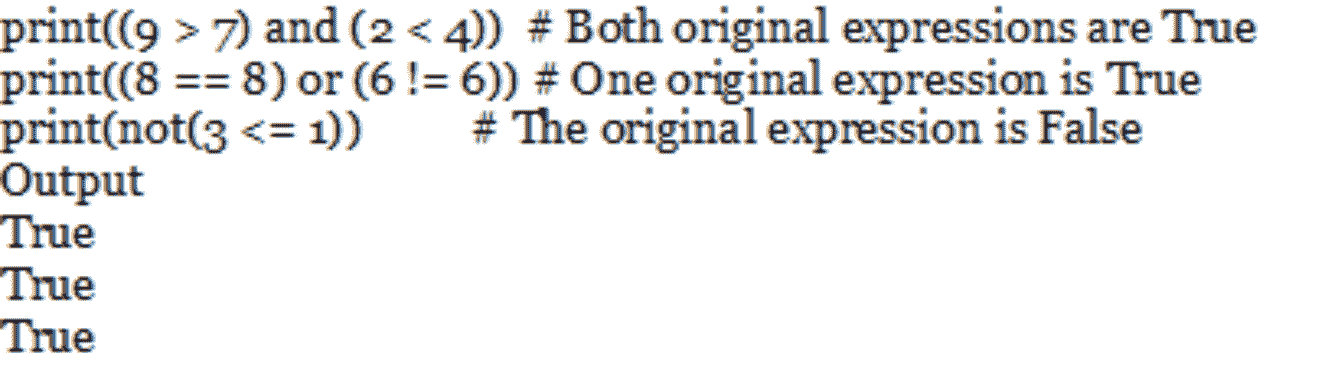 print((9 > 7) and (2 < 4))  # Both original expressions are True
print((8 == 8) or (6 != 6)) # One original expression is True
print(not(3 <= 1))        # The original expression is False
Output
True
True
True